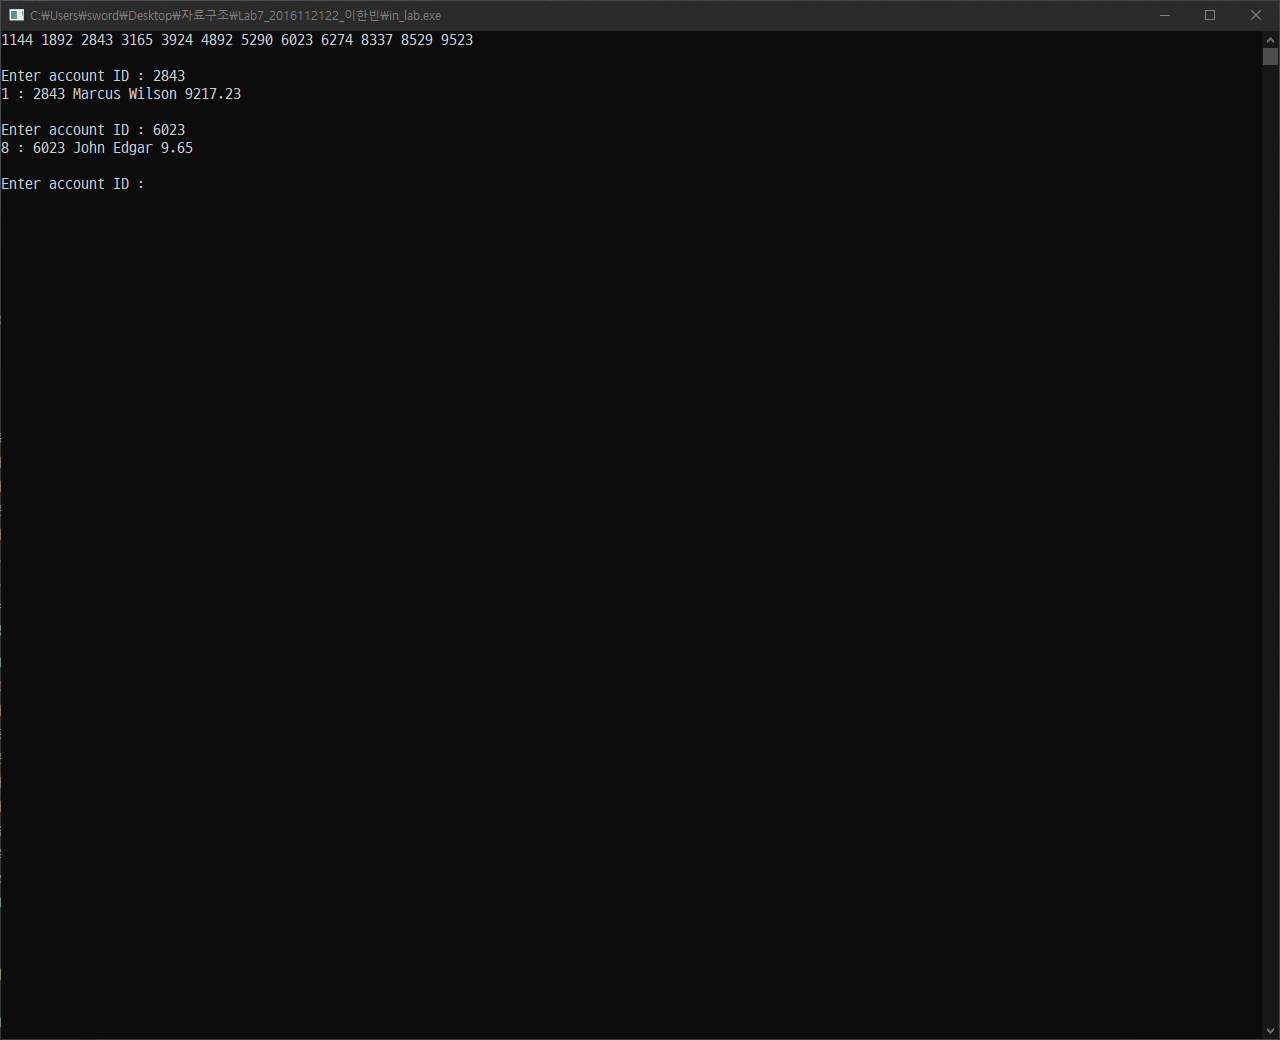 C:₩Users₩sword₩Desktop₩자료구조₩Lab7_2016112122_이한빈₩in_lab.exe
1144 1892 2843 3165 3924 4892 5290 6023 6274 8337 8529 9523
Enter account ID : 2843
1 : 2843 Marcus Wilson 9217.23
Enter account ID : 6023
8 : 6023 John Edgar 9.65
Enter account ID :